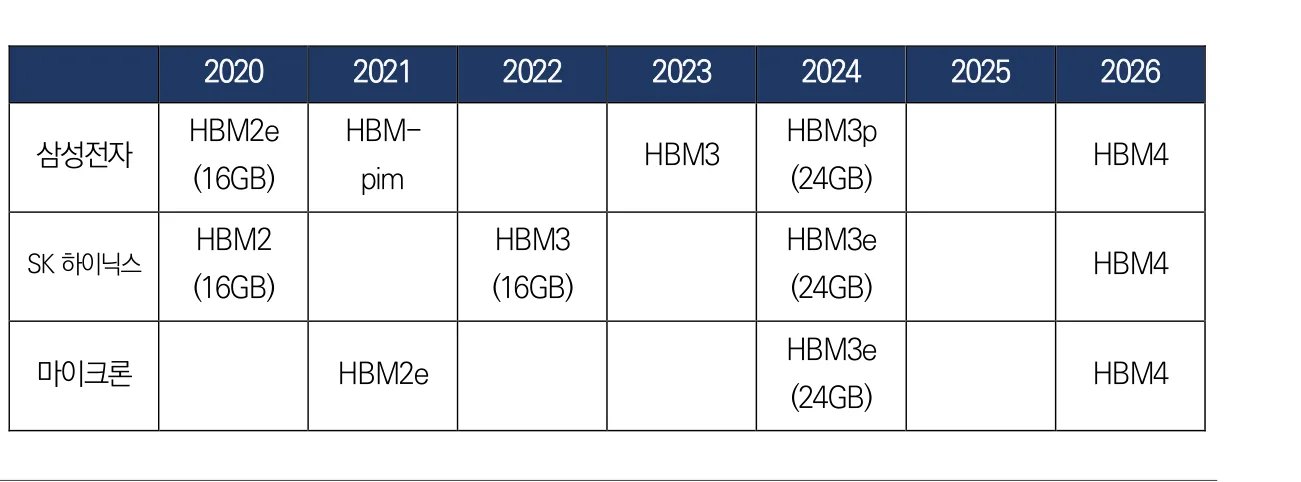 2020 2021 2022 2023 2024 2025 2026
삼성전자 HBM2e (16GB) HBM-pim HBM3 HBM3p (24GB) HBM4
SK 하이닉스 HBM2 (16GB) HBM3 (16GB) HBM3e (24GB) HBM4
마이크론 HBM2e HBM3e (24GB) HBM4